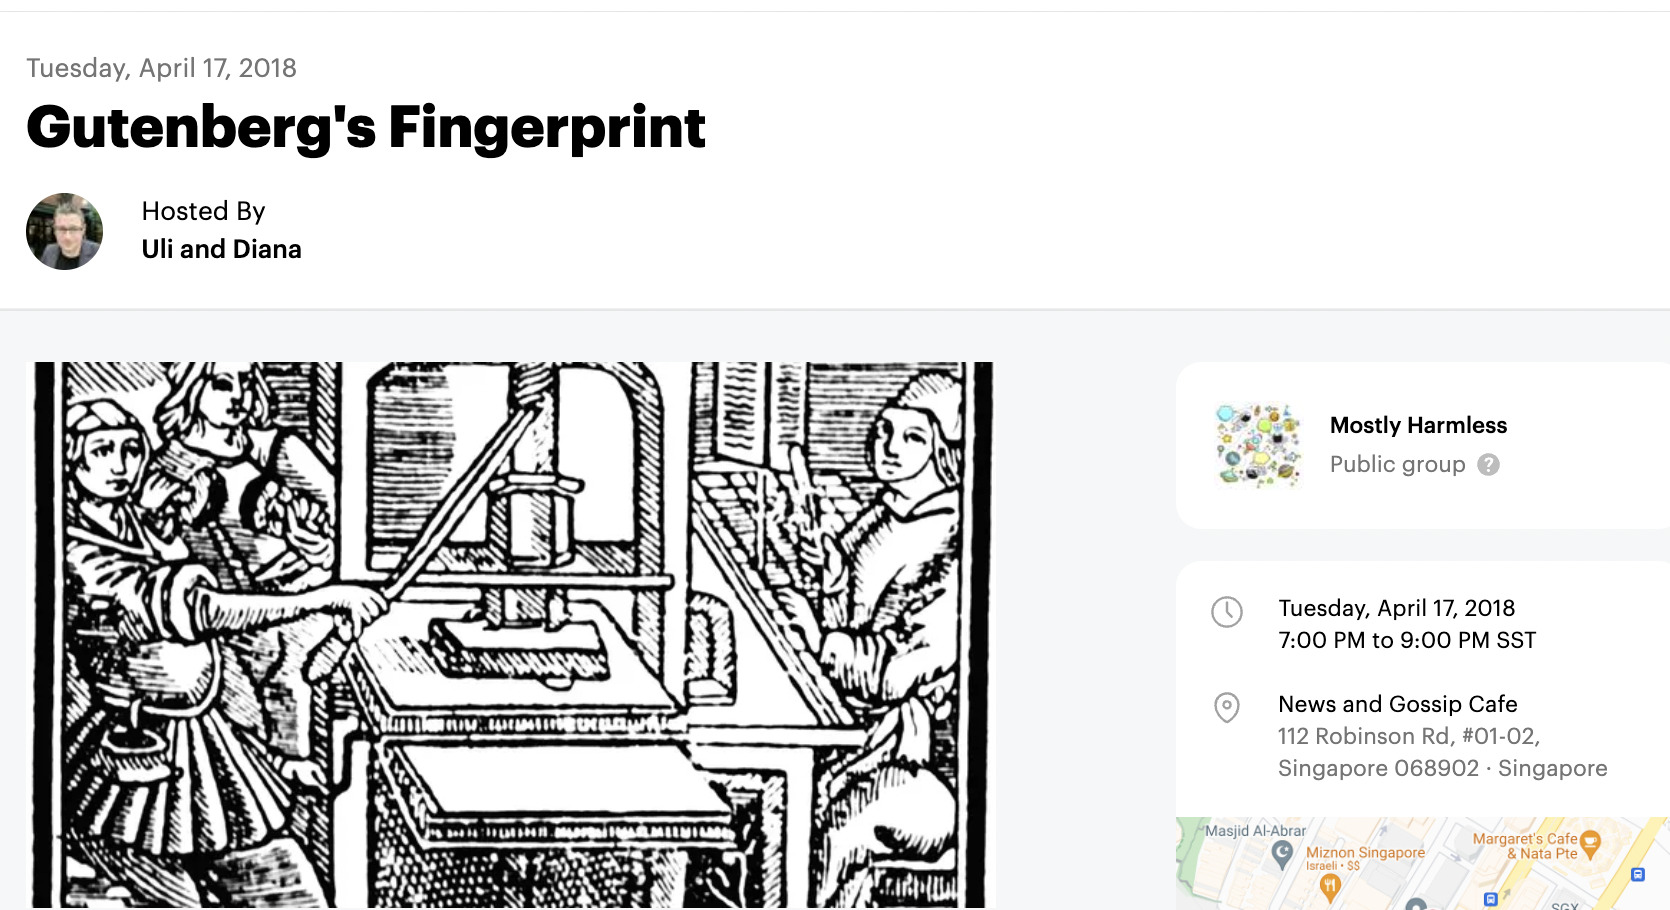 Tuesday, April 17, 2018
Gutenberg's Fingerprint
Hosted By
Uli and Diana
Mostly Harmless
Public group ?
Tuesday, April 17, 2018
7:00 PM to 9:00 PM SST
News and Gossip Cafe
112 Robinson Rd, #01-02,
Singapore 068902 · Singapore
Masjid Al-Abrar
Miznon Singapore
Israeli • $$
Margaret's Cafe
& Nata Pte
SGX